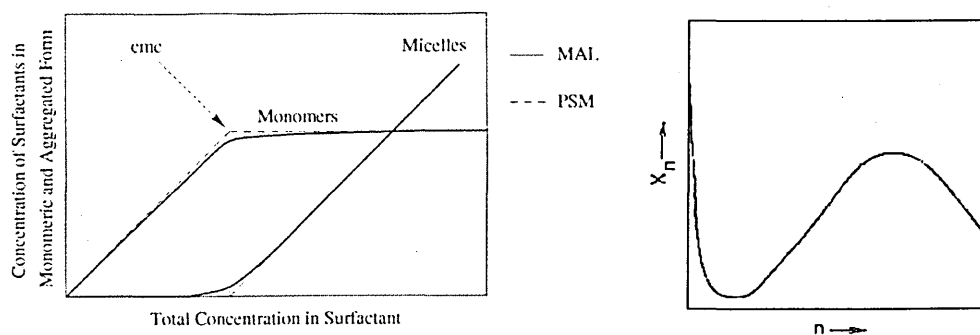 Concentration of Surfactants in
Monomeric and Aggregated Form
cmc
Monomers
Micelles
MAL
PSM
Total Concentration in Surfactant
Xn
n